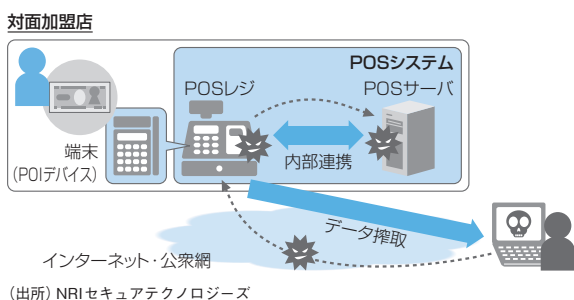 対面加盟店
POSシステム
POSレジ
POSサーバ
端末
(POIデバイス)
内部連携
データ搾取
インターネット・公衆網
(出所) NRIセキュアテクノロジーズ